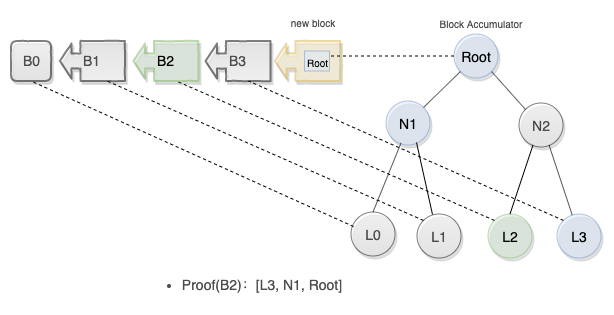 new block
Block Accumulator
B0
B1
B2
B3
Root
Root
N1
N2
L0
L1
L2
L3
• Proof(B2)：[L3, N1, Root]